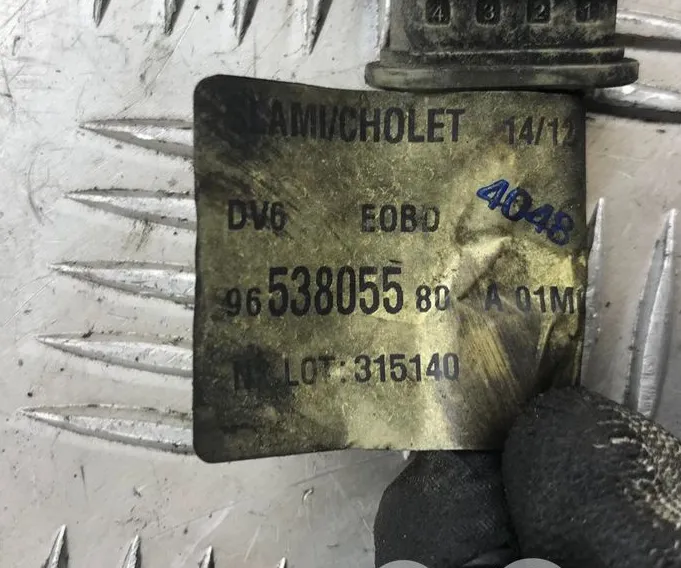 4 3 2 1
AMI/CHOLET 14/12
DV6 EOBD 4048
96 538055 80 A 01M
LOT: 315140